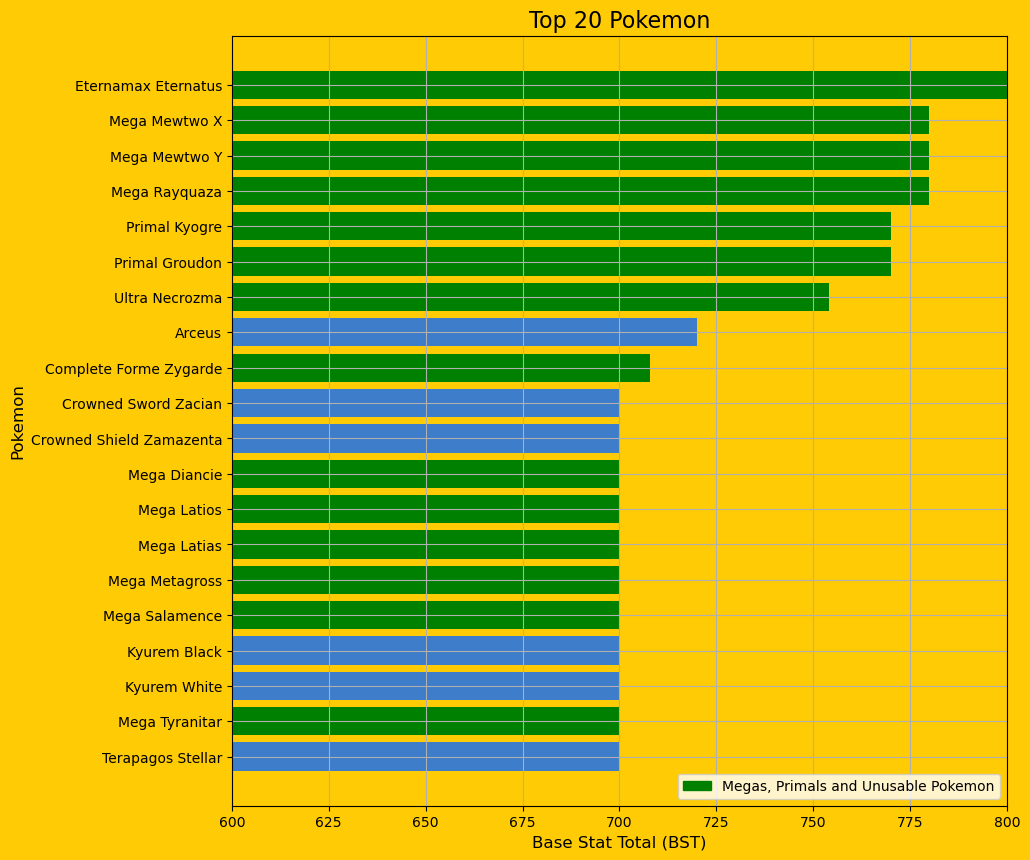 Top 20 Pokemon
Pokemon
Eternamax Eternatus
Mega Mewtwo X
Mega Mewtwo Y
Mega Rayquaza
Primal Kyogre
Primal Groudon
Ultra Necrozma
Arceus
Complete Forme Zygarde
Crowned Sword Zacian
Crowned Shield Zamazenta
Mega Diancie
Mega Latios
Mega Latias
Mega Metagross
Mega Salamence
Kyurem Black
Kyurem White
Mega Tyranitar
Terapagos Stellar
Megas, Primals and Unusable Pokemon
600 625 650 675 700 725 750 775 800
Base Stat Total (BST)